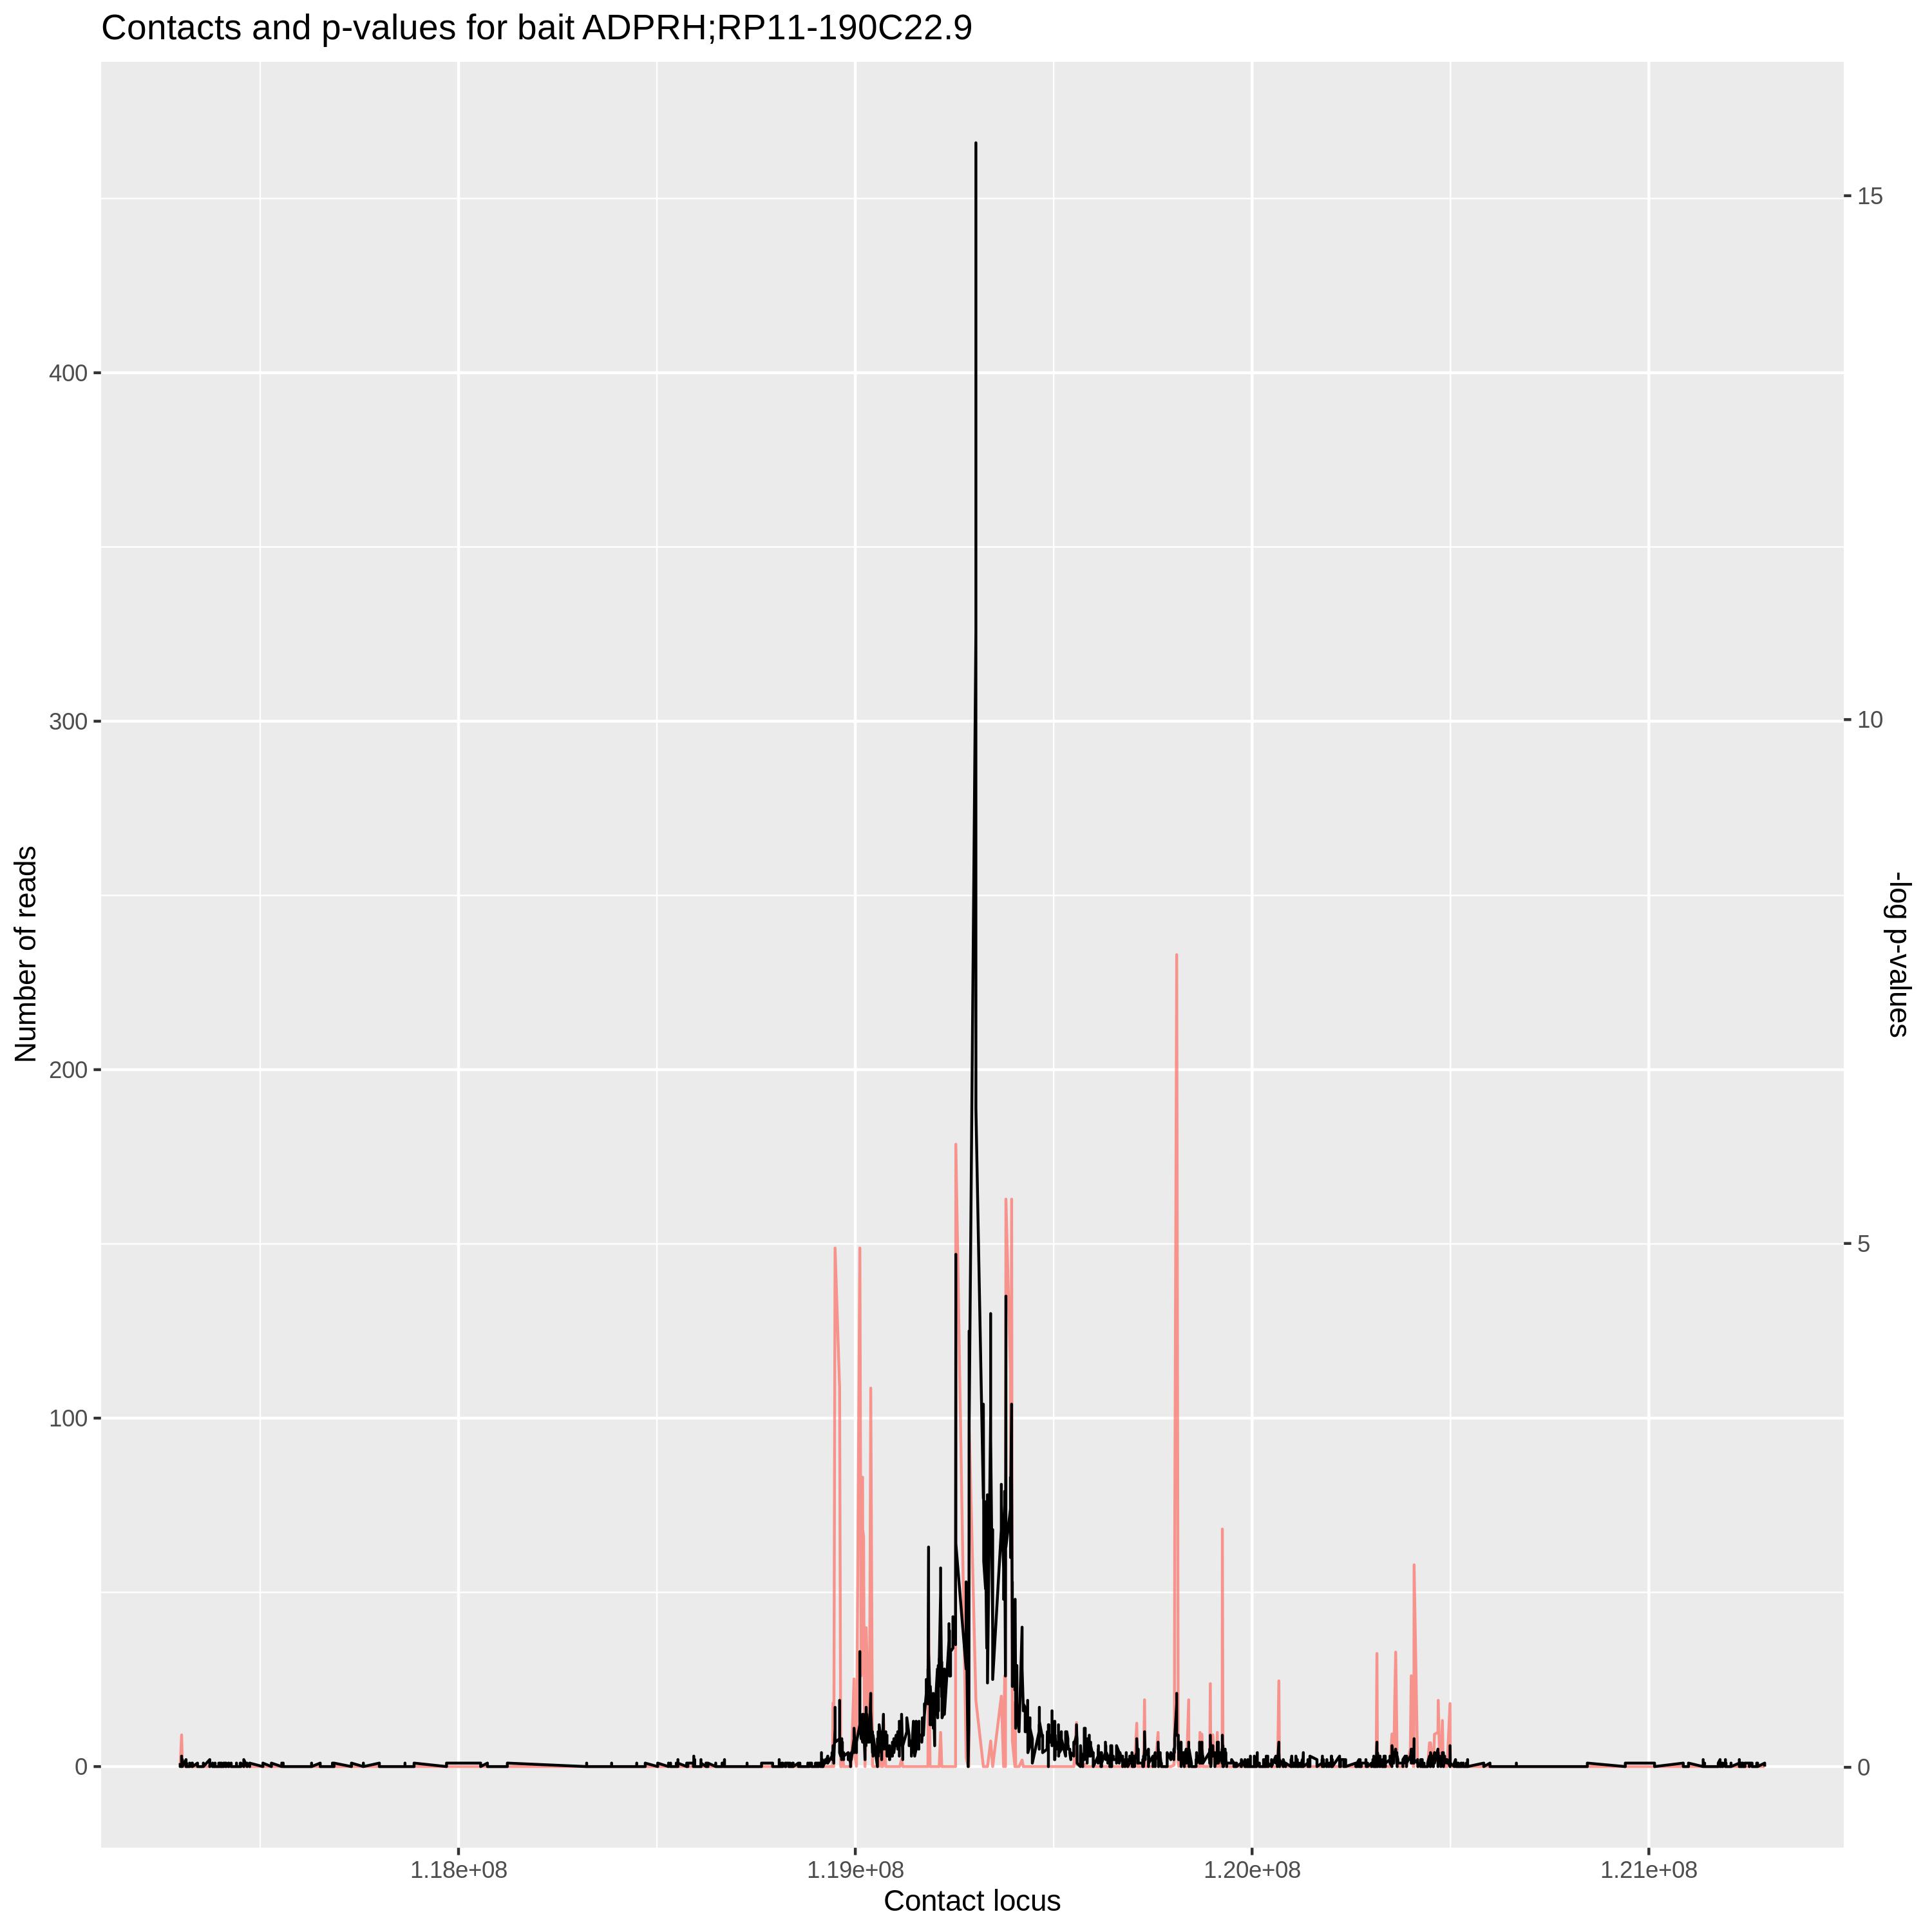 Contacts and p-values for bait ADPRH;RP11-190C22.9
400
300
200
100
0
15
10
5
0
Number of reads
-log p-values
1.18e+08
1.19e+08
1.20e+08
1.21e+08
Contact locus